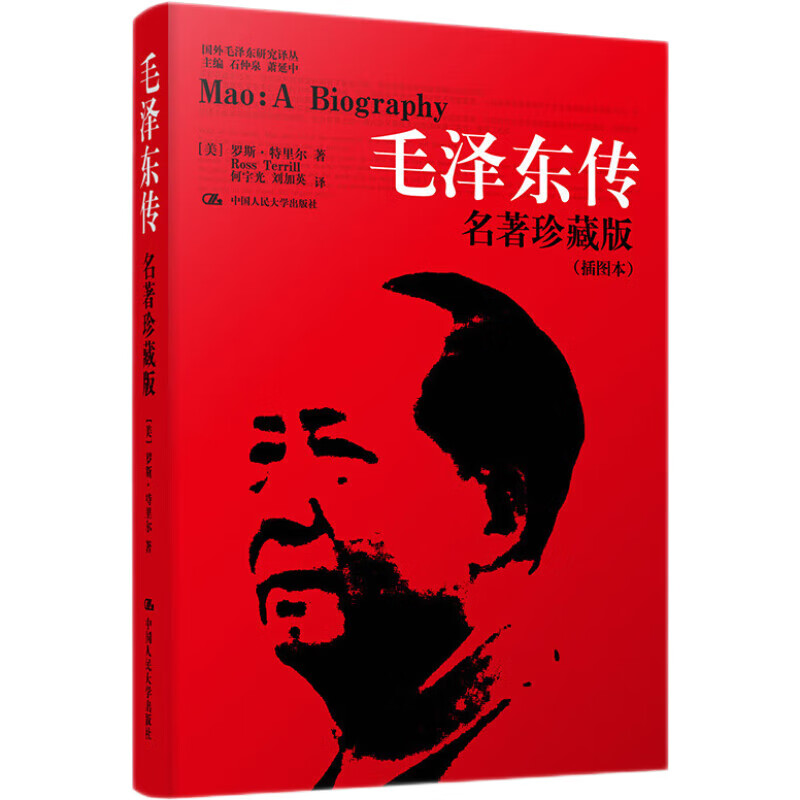 国外毛泽东研究译丛
主编 石仲泉 萧延中
Mao: A Biography
毛泽东传
[美] 罗斯·特里尔 著
Ross Terrill
何宇光 刘加英 译
中国人民大学出版社
名著珍藏版
(插图本)
毛泽东传
名著珍藏版
[美] 罗斯·特里尔 著
中国人民大学出版社